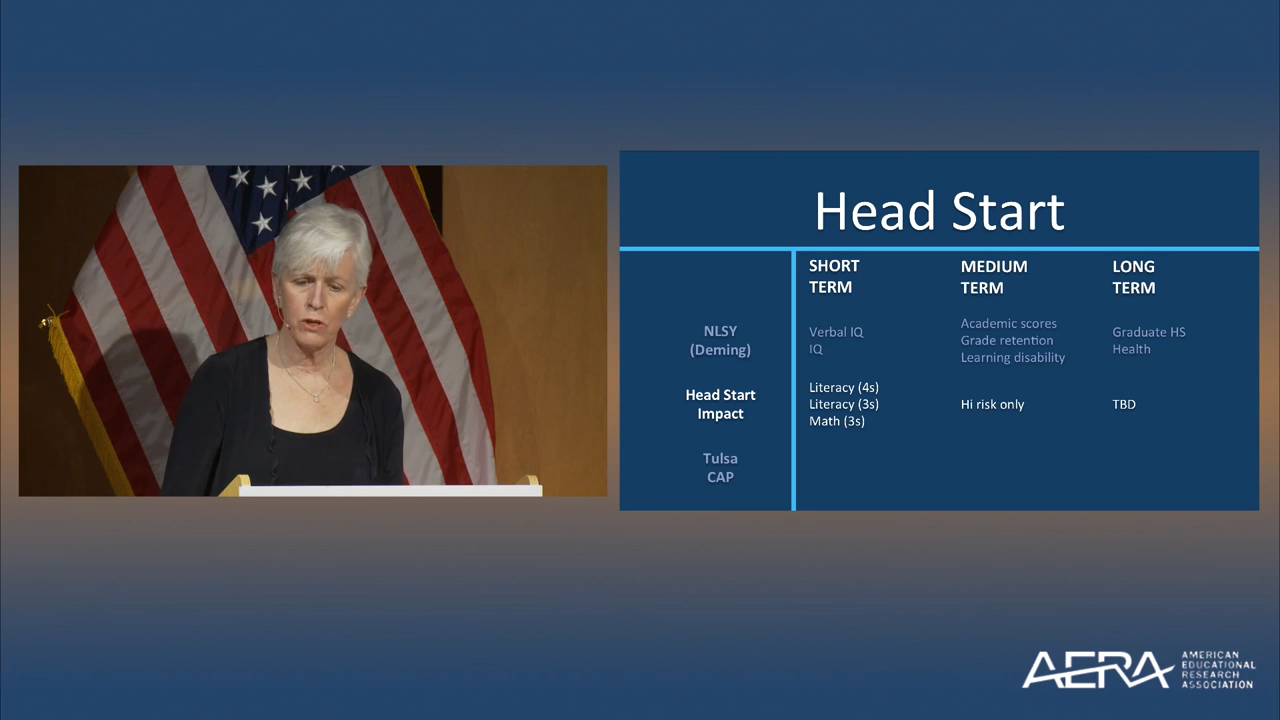 Head Start
SHORT
TERM
MEDIUM
TERM
LONG
TERM
NLSY
(Deming)
Verbal IQ
IQ
Academic scores
Grade retention
Learning disability
Graduate HS
Health
Head Start
Impact
Literacy (4s)
Literacy (3s)
Math (3s)
Hi risk only
TBD
Tulsa
CAP
AERA
AMERICAN
EDUCATIONAL
RESEARCH
ASSOCIATION